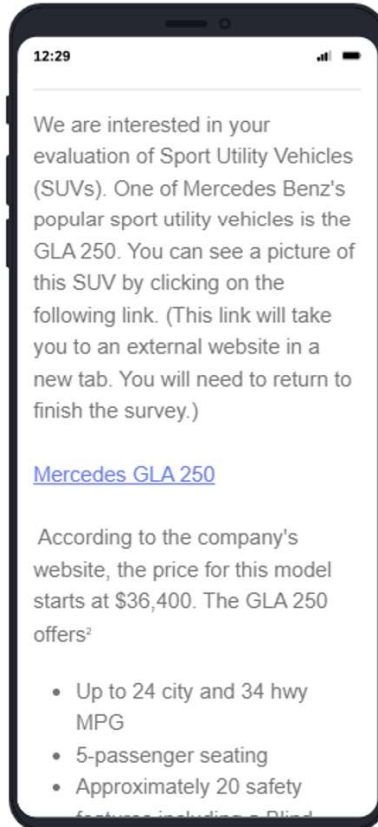 12:29
We are interested in your
evaluation of Sport Utility Vehicles
(SUVs). One of Mercedes Benz's
popular sport utility vehicles is the
GLA 250. You can see a picture of
this SUV by clicking on the
following link. (This link will take
you to an external website in a
new tab. You will need to return to
finish the survey.)
Mercedes GLA 250
According to the company's
website, the price for this model
starts at $36,400. The GLA 250
offers²
• Up to 24 city and 34 hwy
MPG
• 5-passenger seating
• Approximately 20 safety
features including a Blind